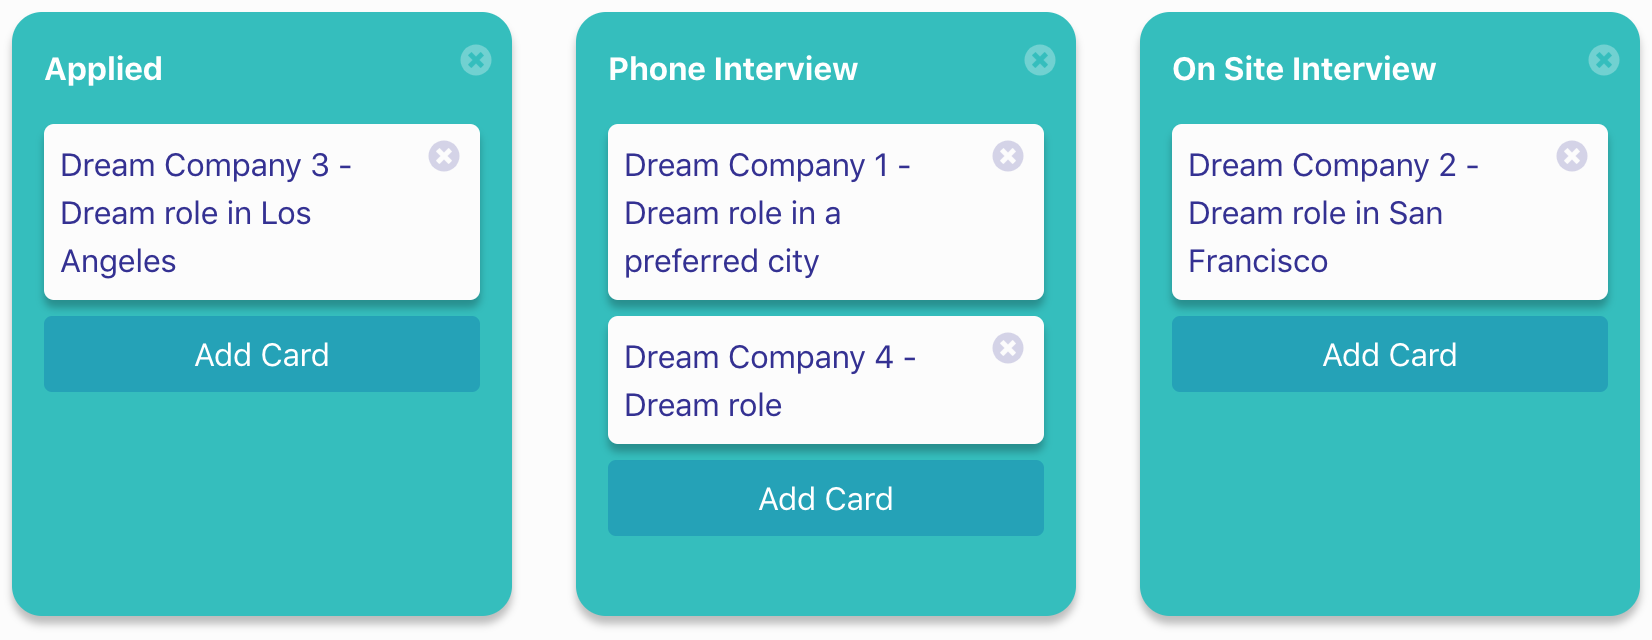 Applied
Dream Company 3 -
Dream role in Los
Angeles
Add Card
Phone Interview
Dream Company 1 -
Dream role in a
preferred city
Dream Company 4 -
Dream role
Add Card
On Site Interview
Dream Company 2 -
Dream role in San
Francisco
Add Card